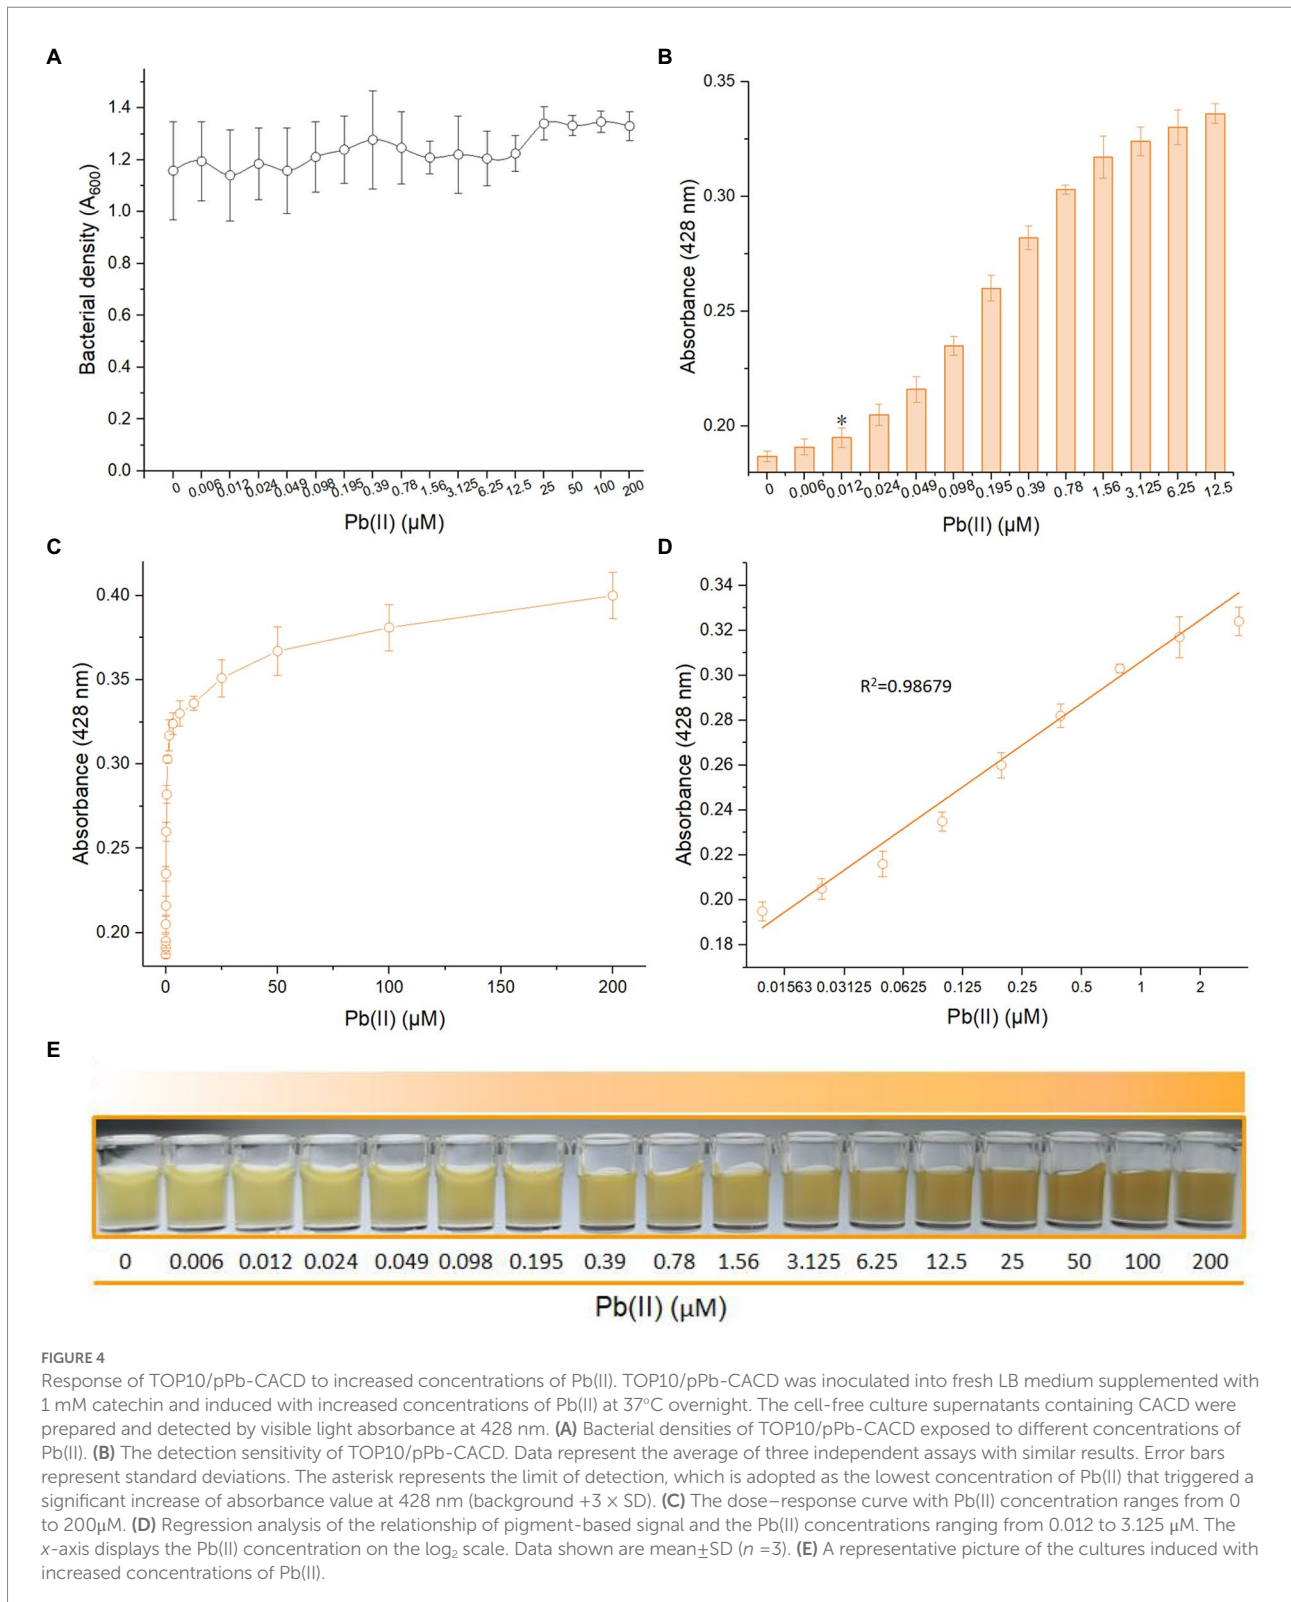 A
1.4
1.2
1.0
0.8
0.6
0.4
0.2
0.0
Bacterial density (A600)
0 0.006 0.012 0.024 0.049 0.098 0.195 0.39 0.78 1.56 3.125 6.25 12.5 25 50 100 200
Pb(II) (μM)
B
0.35
0.30
0.25
0.20
Absorbance (428 nm)
*
0 0.006 0.012 0.024 0.049 0.098 0.195 0.39 0.78 1.56 3.125 6.25 12.5
Pb(II) (μM)
C
0.40
0.35
0.30
0.25
0.20
Absorbance (428 nm)
0 50 100 150 200
Pb(II) (μM)
D
0.34
0.32
0.30
0.28
0.26
0.24
0.22
0.20
0.18
Absorbance (428 nm)
R²=0.98679
0.01563 0.03125 0.0625 0.125 0.25 0.5 1 2
Pb(II) (μM)
E
0 0.006 0.012 0.024 0.049 0.098 0.195 0.39 0.78 1.56 3.125 6.25 12.5 25 50 100 200
Pb(II) (μM)
FIGURE 4
Response of TOP10/pPb-CACD to increased concentrations of Pb(II). TOP10/pPb-CACD was inoculated into fresh LB medium supplemented with
1 mM catechin and induced with increased concentrations of Pb(II) at 37°C overnight. The cell-free culture supernatants containing CACD were
prepared and detected by visible light absorbance at 428 nm. (A) Bacterial densities of TOP10/pPb-CACD exposed to different concentrations of
Pb(II). (B) The detection sensitivity of TOP10/pPb-CACD. Data represent the average of three independent assays with similar results. Error bars
represent standard deviations. The asterisk represents the limit of detection, which is adopted as the lowest concentration of Pb(II) that triggered a
significant increase of absorbance value at 428 nm (background +3 × SD). (C) The dose–response curve with Pb(II) concentration ranges from 0
to 200μM. (D) Regression analysis of the relationship of pigment-based signal and the Pb(II) concentrations ranging from 0.012 to 3.125 μM. The
x-axis displays the Pb(II) concentration on the log₂ scale. Data shown are mean±SD (n =3). (E) A representative picture of the cultures induced with
increased concentrations of Pb(II).